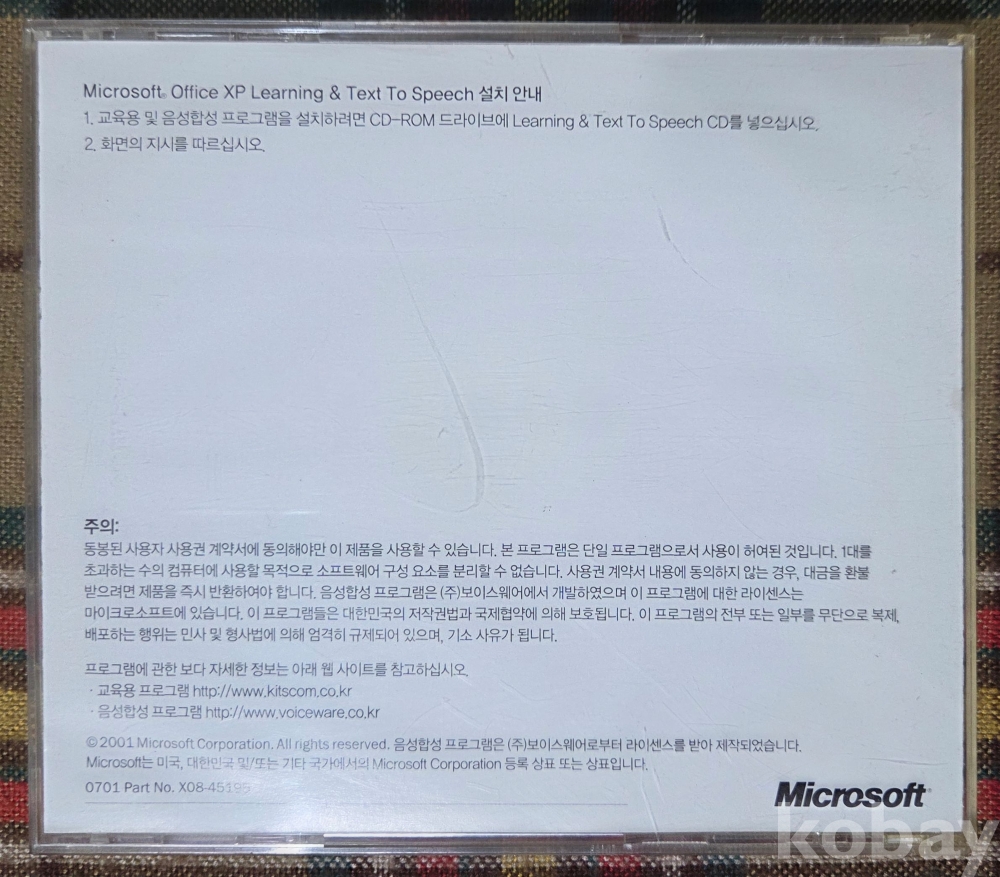 Microsoft® Office XP Learning & Text To Speech 설치 안내
1. 교육용 및 음성합성 프로그램을 설치하려면 CD-ROM 드라이브에 Learning & Text To Speech CD를 넣으십시오.
2. 화면의 지시를 따르십시오.
주의:
동봉된 사용자 사용권 계약서에 동의해야만 이 제품을 사용할 수 있습니다. 본 프로그램은 단일 프로그램으로서 사용이 허여된 것입니다. 1대를
초과하는 수의 컴퓨터에 사용할 목적으로 소프트웨어 구성 요소를 분리할 수 없습니다. 사용권 계약서 내용에 동의하지 않는 경우, 대금을 환불
받으려면 제품을 즉시 반환하여야 합니다. 음성합성 프로그램은 (주)보이스웨어에서 개발하였으며 이 프로그램에 대한 라이센스는
마이크로소프트에 있습니다. 이 프로그램들은 대한민국의 저작권법과 국제협약에 의해 보호됩니다. 이 프로그램의 전부 또는 일부를 무단으로 복제,
배포하는 행위는 민사 및 형사법에 의해 엄격히 규제되어 있으며, 기소 사유가 됩니다.
프로그램에 관한 보다 자세한 정보는 아래 웹 사이트를 참고하십시오.
· 교육용 프로그램 http://www.kitscom.co.kr
· 음성합성 프로그램 http://www.voiceware.co.kr
© 2001 Microsoft Corporation. All rights reserved. 음성합성 프로그램은 (주)보이스웨어로부터 라이센스를 받아 제작되었습니다.
Microsoft는 미국, 대한민국 및/또는 기타 국가에서의 Microsoft Corporation 등록 상표 또는 상표입니다.
0701 Part No. X08-45195
Microsoft®
kobay